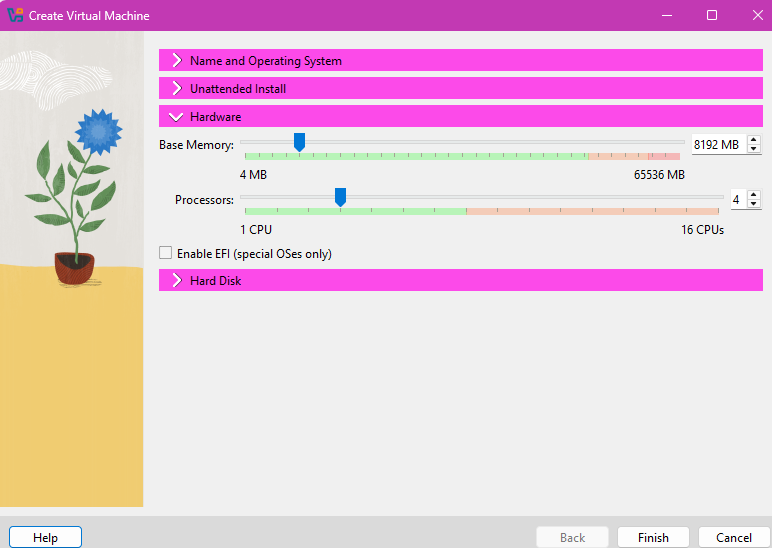 Create Virtual Machine
Name and Operating System
Unattended Install
Hardware
Base Memory: 8192 MB
4 MB 65536 MB
Processors: 4
1 CPU 16 CPUs
Enable EFI (special OSes only)
Hard Disk
Help Back Finish Cancel